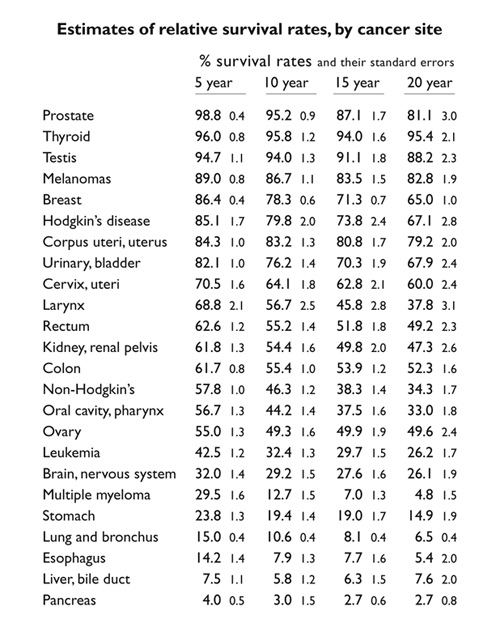 Estimates of relative survival rates, by cancer site
% survival rates and their standard errors
5 year 10 year 15 year 20 year
Prostate 98.8 0.4 95.2 0.9 87.1 1.7 81.1 3.0
Thyroid 96.0 0.8 95.8 1.2 94.0 1.6 95.4 2.1
Testis 94.7 1.1 94.0 1.3 91.1 1.8 88.2 2.3
Melanomas 89.0 0.8 86.7 1.1 83.5 1.5 82.8 1.9
Breast 86.4 0.4 78.3 0.6 71.3 0.7 65.0 1.0
Hodgkin's disease 85.1 1.7 79.8 2.0 73.8 2.4 67.1 2.8
Corpus uteri, uterus 84.3 1.0 83.2 1.3 80.8 1.7 79.2 2.0
Urinary, bladder 82.1 1.0 76.2 1.4 70.3 1.9 67.9 2.4
Cervix, uteri 70.5 1.6 64.1 1.8 62.8 2.1 60.0 2.4
Larynx 68.8 2.1 56.7 2.5 45.8 2.8 37.8 3.1
Rectum 62.6 1.2 55.2 1.4 51.8 1.8 49.2 2.3
Kidney, renal pelvis 61.8 1.3 54.4 1.6 49.8 2.0 47.3 2.6
Colon 61.7 0.8 55.4 1.0 53.9 1.2 52.3 1.6
Non-Hodgkin's 57.8 1.0 46.3 1.2 38.3 1.4 34.3 1.7
Oral cavity, pharynx 56.7 1.3 44.2 1.4 37.5 1.6 33.0 1.8
Ovary 55.0 1.3 49.3 1.6 49.9 1.9 49.6 2.4
Leukemia 42.5 1.2 32.4 1.3 29.7 1.5 26.2 1.7
Brain, nervous system 32.0 1.4 29.2 1.5 27.6 1.6 26.1 1.9
Multiple myeloma 29.5 1.6 12.7 1.5 7.0 1.3 4.8 1.5
Stomach 23.8 1.3 19.4 1.4 19.0 1.7 14.9 1.9
Lung and bronchus 15.0 0.4 10.6 0.4 8.1 0.4 6.5 0.4
Esophagus 14.2 1.4 7.9 1.3 7.7 1.6 5.4 2.0
Liver, bile duct 7.5 1.1 5.8 1.2 6.3 1.5 7.6 2.0
Pancreas 4.0 0.5 3.0 1.5 2.7 0.6 2.7 0.8